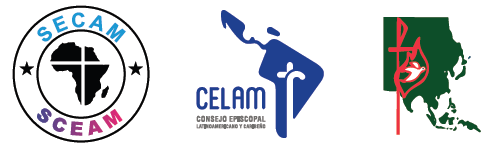 SECAM
SCEAM
CELAM
CONSEJO EPISCOPAL
LATINOAMERICANO Y CARIBEÑO